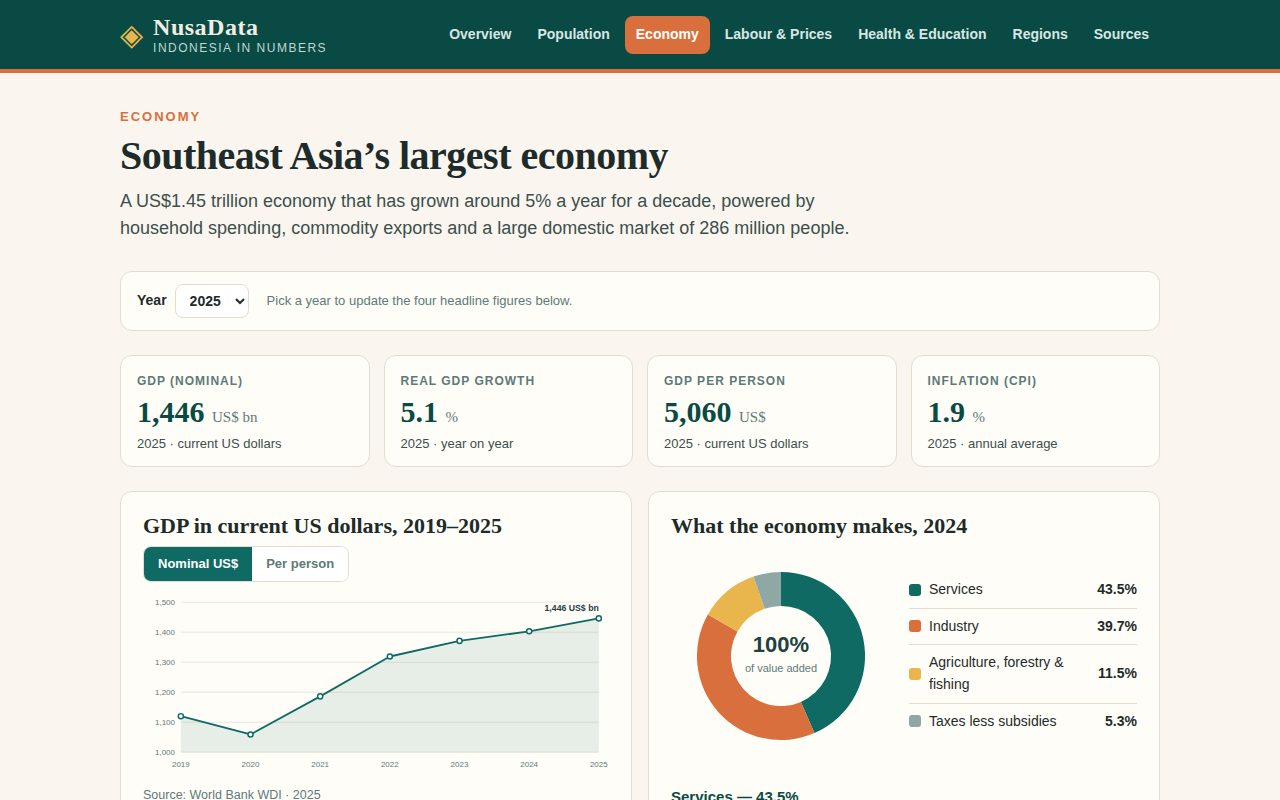 NusaData
INDONESIA IN NUMBERS
Overview
Population
Economy
Labour & Prices
Health & Education
Regions
Sources
ECONOMY
Southeast Asia’s largest economy
A US$1.45 trillion economy that has grown around 5% a year for a decade, powered by
household spending, commodity exports and a large domestic market of 286 million people.
Year
2025
Pick a year to update the four headline figures below.
GDP (NOMINAL)
1,446 US$ bn
2025 · current US dollars
REAL GDP GROWTH
5.1 %
2025 · year on year
GDP PER PERSON
5,060 US$
2025 · current US dollars
INFLATION (CPI)
1.9 %
2025 · annual average
GDP in current US dollars, 2019–2025
Nominal US$
Per person
1,500
1,400
1,300
1,200
1,100
1,000
1,446 US$ bn
2019
2020
2021
2022
2023
2024
2025
Source: World Bank WDI · 2025
What the economy makes, 2024
100%
of value added
Services 43.5%
Industry 39.7%
Agriculture, forestry &
fishing 11.5%
Taxes less subsidies 5.3%
Services — 43.5%